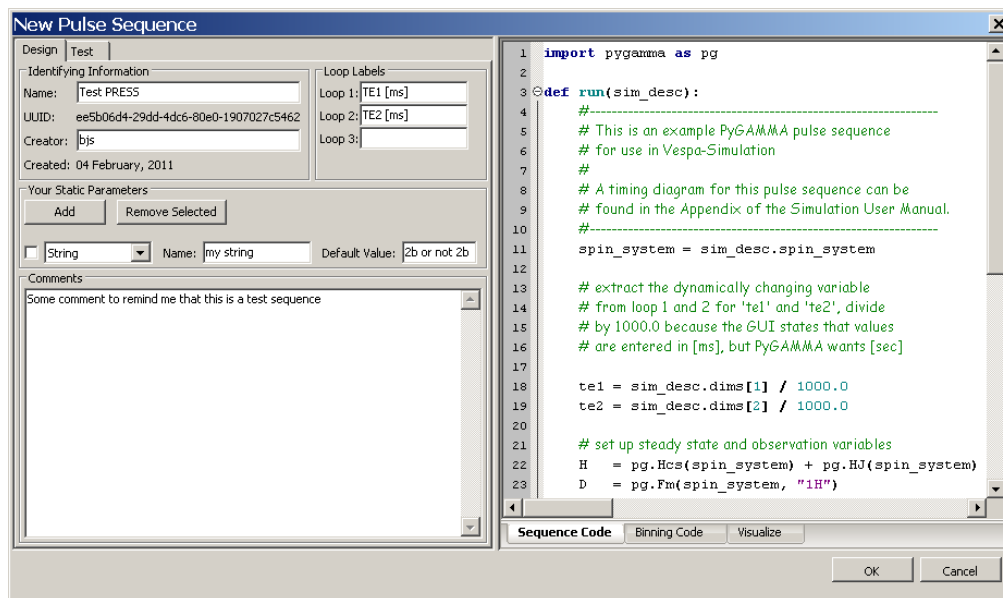 New Pulse Sequence
Design Test
Identifying Information
Name: Test PRESS
UUID: ee5b06d4-29dd-4dc6-80e0-1907027c5462
Creator: bjs
Created: 04 February, 2011
Loop Labels
Loop 1: TE1 [ms]
Loop 2: TE2 [ms]
Loop 3:
Your Static Parameters
Add Remove Selected
String Name: my string Default Value: 2b or not 2b
Comments
Some comment to remind me that this is a test sequence
1 import pygamma as pg
2
3 def run(sim_desc):
4 #------------------------------------------------------------
5 # This is an example PyGAMMA pulse sequence
6 # for use in Vespa-Simulation
7 #
8 # A timing diagram for this pulse sequence can be
9 # found in the Appendix of the Simulation User Manual.
10 #------------------------------------------------------------
11 spin_system = sim_desc.spin_system
12
13 # extract the dynamically changing variable
14 # from loop 1 and 2 for 'te1' and 'te2', divide
15 # by 1000.0 because the GUI states that values
16 # are entered in [ms], but PyGAMMA wants [sec]
17
18 te1 = sim_desc.dims[1] / 1000.0
19 te2 = sim_desc.dims[2] / 1000.0
20
21 # set up steady state and observation variables
22 H = pg.Hcs(spin_system) + pg.HJ(spin_system)
23 D = pg.Fm(spin_system, "1H")
Sequence Code Binning Code Visualize
OK Cancel